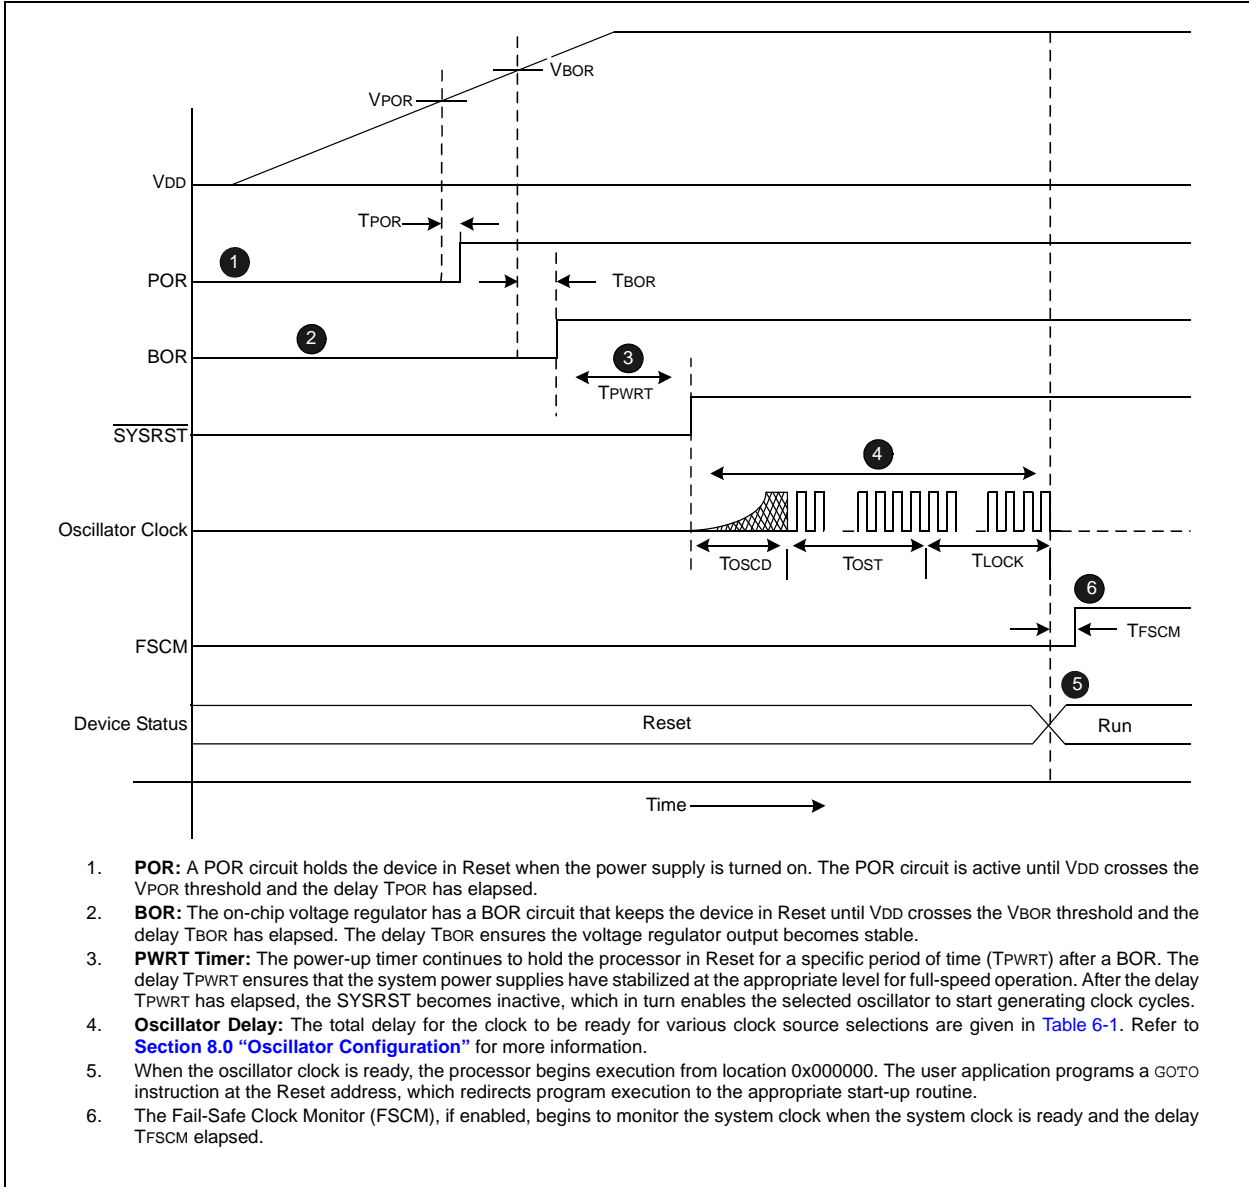 VBOR
VPOR
VDD
TPOR
1
POR
TBOR
2
BOR
3
TPWRT
SYSRST
4
Oscillator Clock
TOSCD
TOST
TLOCK
6
TFSCM
FSCM
5
Device Status
Reset
Run
Time
1. POR: A POR circuit holds the device in Reset when the power supply is turned on. The POR circuit is active until VDD crosses the
VPOR threshold and the delay TPOR has elapsed.
2. BOR: The on-chip voltage regulator has a BOR circuit that keeps the device in Reset until VDD crosses the VBOR threshold and the
delay TBOR has elapsed. The delay TBOR ensures the voltage regulator output becomes stable.
3. PWRT Timer: The power-up timer continues to hold the processor in Reset for a specific period of time (TPWRT) after a BOR. The
delay TPWRT ensures that the system power supplies have stabilized at the appropriate level for full-speed operation. After the delay
TPWRT has elapsed, the SYSRST becomes inactive, which in turn enables the selected oscillator to start generating clock cycles.
4. Oscillator Delay: The total delay for the clock to be ready for various clock source selections are given in Table 6-1. Refer to
Section 8.0 “Oscillator Configuration” for more information.
5. When the oscillator clock is ready, the processor begins execution from location 0x000000. The user application programs a GOTO
instruction at the Reset address, which redirects program execution to the appropriate start-up routine.
6. The Fail-Safe Clock Monitor (FSCM), if enabled, begins to monitor the system clock when the system clock is ready and the delay
TFSCM elapsed.